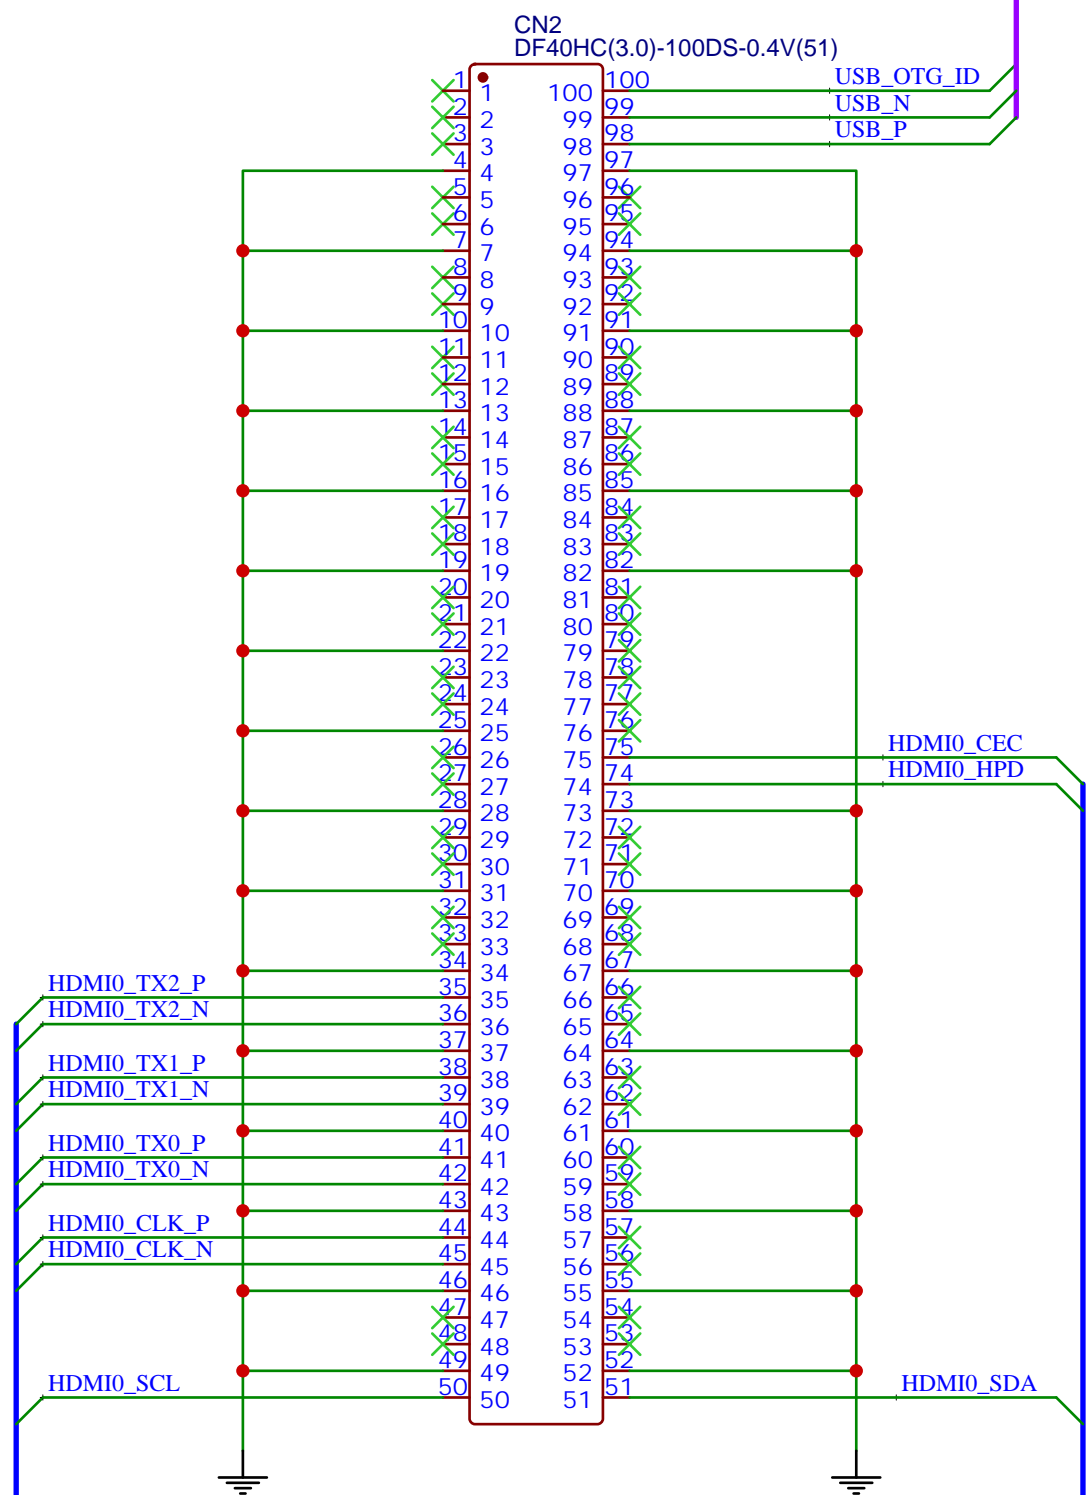 CN2
DF40HC(3.0)-100DS-0.4V(51)
1 1 100 100 USB_OTG_ID
2 2 99 99 USB_N
3 3 98 98 USB_P
4 4 97 97
5 5 96 96
6 6 95 95
7 7 94 94
8 8 93 93
9 9 92 92
10 10 91 91
11 11 90 90
12 12 89 89
13 13 88 88
14 14 87 87
15 15 86 86
16 16 85 85
17 17 84 84
18 18 83 83
19 19 82 82
20 20 81 81
21 21 80 80
22 22 79 79
23 23 78 78
24 24 77 77
25 25 76 76
26 26 75 75 HDMI0_CEC
27 27 74 74 HDMI0_HPD
28 28 73 73
29 29 72 72
30 30 71 71
31 31 70 70
32 32 69 69
33 33 68 68
34 34 67 67
HDMI0_TX2_P 35 35 66 66
HDMI0_TX2_N 36 36 65 65
37 37 64 64
HDMI0_TX1_P 38 38 63 63
HDMI0_TX1_N 39 39 62 62
40 40 61 61
HDMI0_TX0_P 41 41 60 60
HDMI0_TX0_N 42 42 59 59
43 43 58 58
HDMI0_CLK_P 44 44 57 57
HDMI0_CLK_N 45 45 56 56
46 46 55 55
47 47 54 54
48 48 53 53
49 49 52 52
HDMI0_SCL 50 50 51 51 HDMI0_SDA